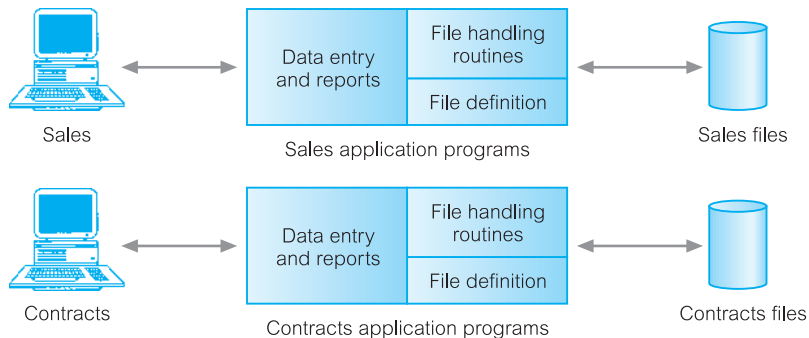 Data entry
and reports
File handling
routines
File definition
Sales
Sales application programs
Sales files
Data entry
and reports
File handling
routines
File definition
Contracts
Contracts application programs
Contracts files